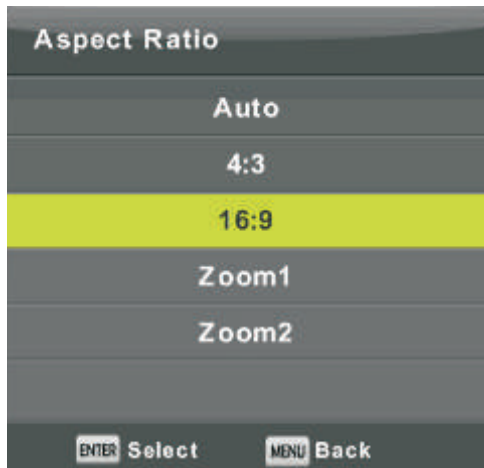 Aspect Ratio
Auto
4:3
16:9
Zoom1
Zoom2
ENTER Select MENU Back